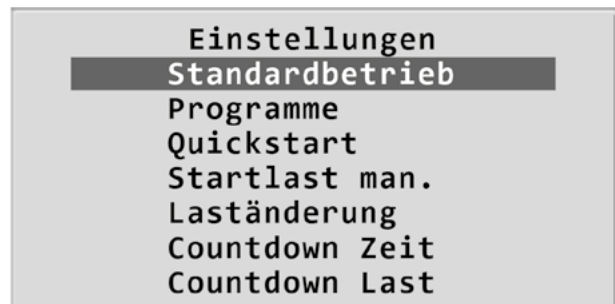 Einstellungen
Standardbetrieb
Programme
Quickstart
Startlast man.
Laständerung
Countdown Zeit
Countdown Last